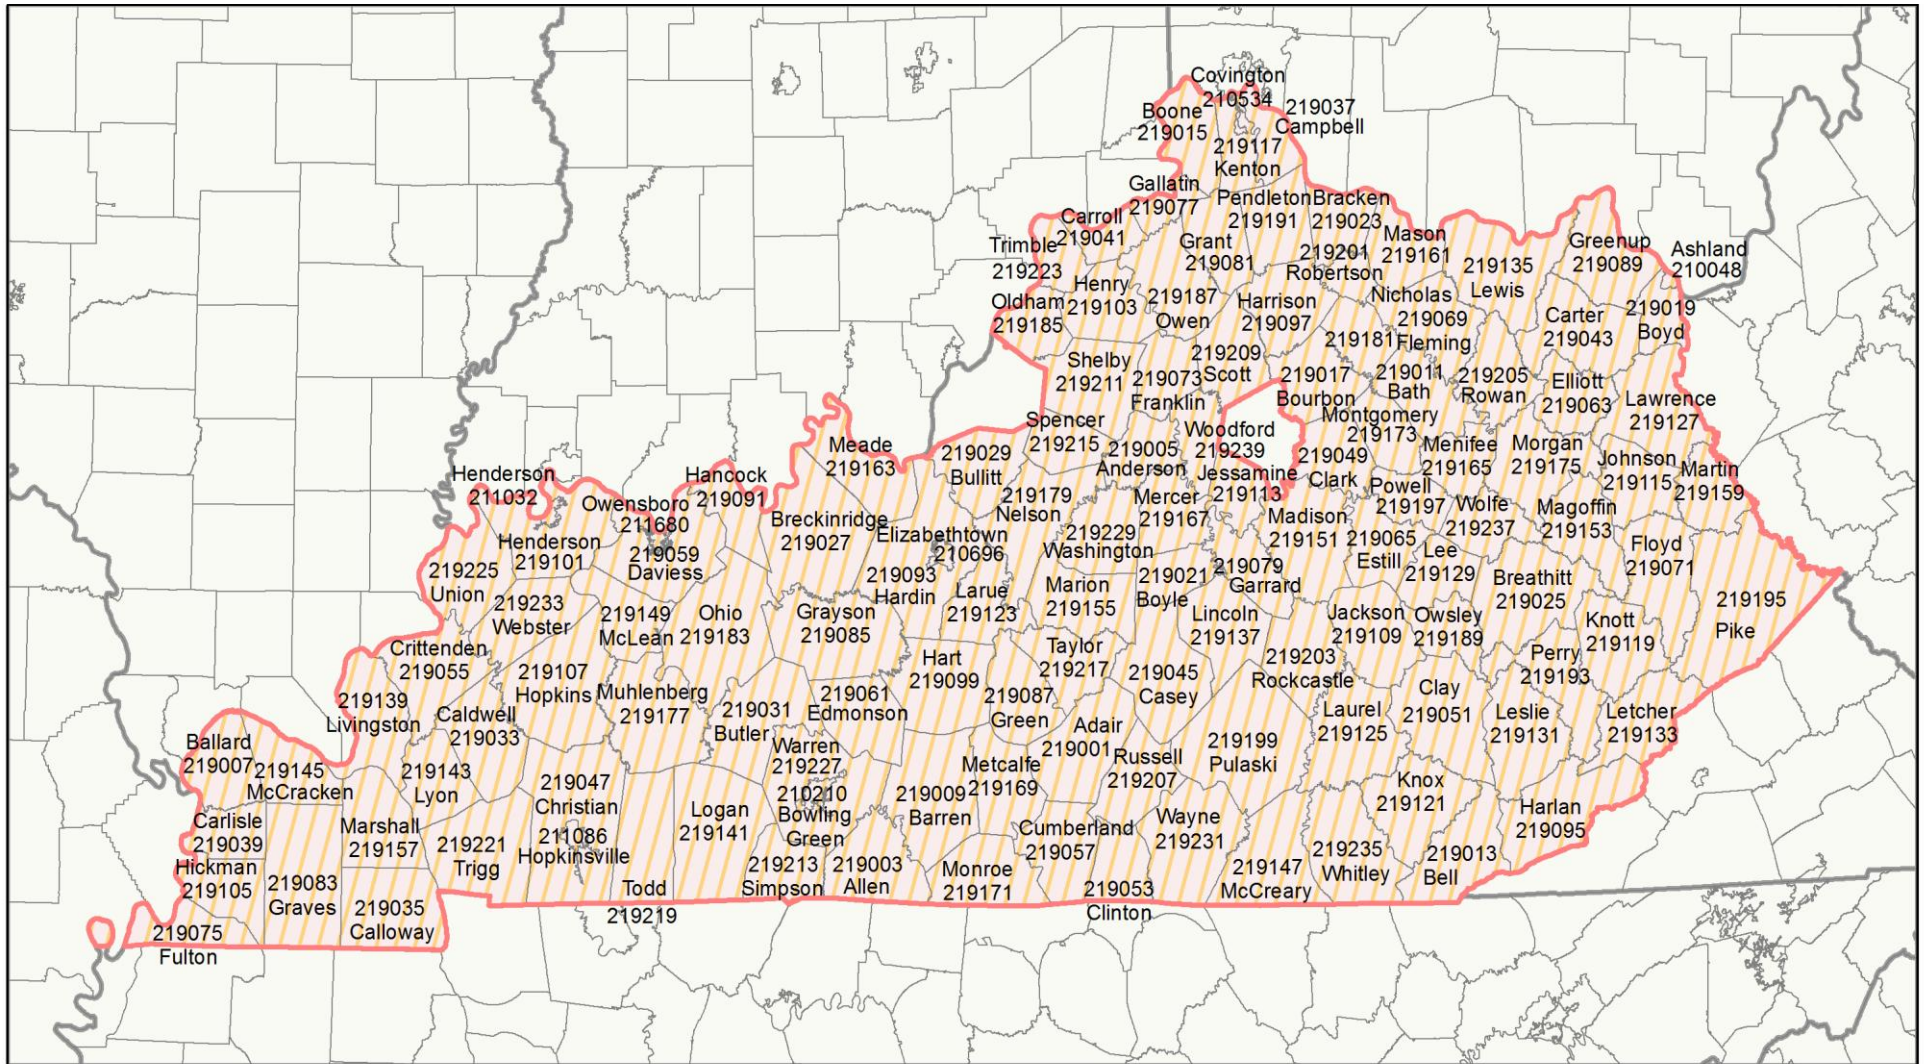 Covington
210534
219037
Campbell
Boone
219015
219117
Kenton
Gallatin
219077
Pendleton
219191
Bracken
219023
Carroll
219041
Trimble
219223
Grant
219081
219201
Robertson
Mason
219161
219135
Lewis
Greenup
219089
Ashland
210048
Oldham
219185
Henry
219103
219187
Owen
Harrison
219097
Nicholas
219069
219181
Fleming
Carter
219043
219019
Boyd
Shelby
219211
219073
Franklin
219209
Scott
219017
Bourbon
219011
Bath
219205
Rowan
Elliott
219063
Lawrence
219127
Spencer
219215
219005
Anderson
Woodford
219239
Jessamine
219113
Montgomery
219173
219049
Clark
Menifee
219165
Morgan
219175
Johnson
219115
Martin
219159
Meade
219163
219029
Bullitt
Henderson
211032
Hancock
219091
Owensboro
211680
219059
Daviess
Henderson
219101
Breckinridge
219027
Elizabethtown
210696
219179
Nelson
219229
Washington
Mercer
219167
Madison
219151
Powell
219197
219065
Estill
Wolfe
219237
Magoffin
219153
Floyd
219071
Lee
219129
Breathitt
219025
219225
Union
219233
Webster
219149
McLean
Ohio
219183
Grayson
219085
219093
Hardin
Larue
219123
Marion
219155
219021
Boyle
219079
Garrard
Lincoln
219137
Jackson
219109
Owsley
219189
Knott
219119
219195
Pike
Crittenden
219055
219107
Hopkins
Muhlenberg
219177
219031
Butler
219061
Edmonson
Hart
219099
219087
Green
Taylor
219217
219045
Casey
219203
Rockcastle
Perry
219193
Clay
219051
Leslie
219131
Letcher
219133
219139
Livingston
Caldwell
219033
Adair
219001
Russell
219207
219199
Pulaski
Laurel
219125
Ballard
219007
219145
McCracken
219143
Lyon
219047
Christian
Warren
219227
210210
Bowling
Green
Metcalfe
219169
219009
Barren
Knox
219121
Harlan
219095
Carlisle
219039
Marshall
219157
219221
Trigg
211086
Hopkinsville
Logan
219141
Cumberland
219057
Wayne
219231
219235
Whitley
219013
Bell
Hickman
219105
219083
Graves
219035
Calloway
Todd
219219
219213
Simpson
219003
Allen
Monroe
219171
219053
Clinton
219147
McCreary
219075
Fulton